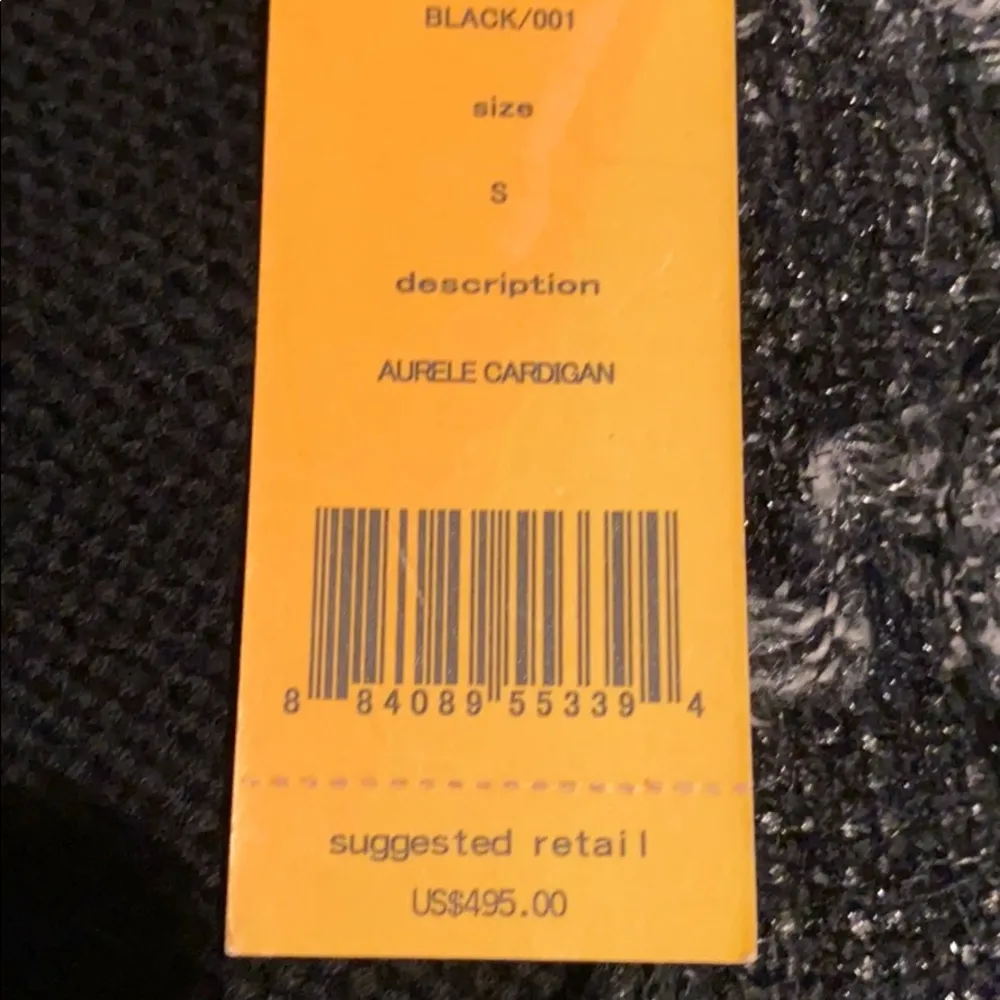 BLACK/001
size
S
description
AURELE CARDIGAN
8 84089 55339 4
suggested retail
US$495.00